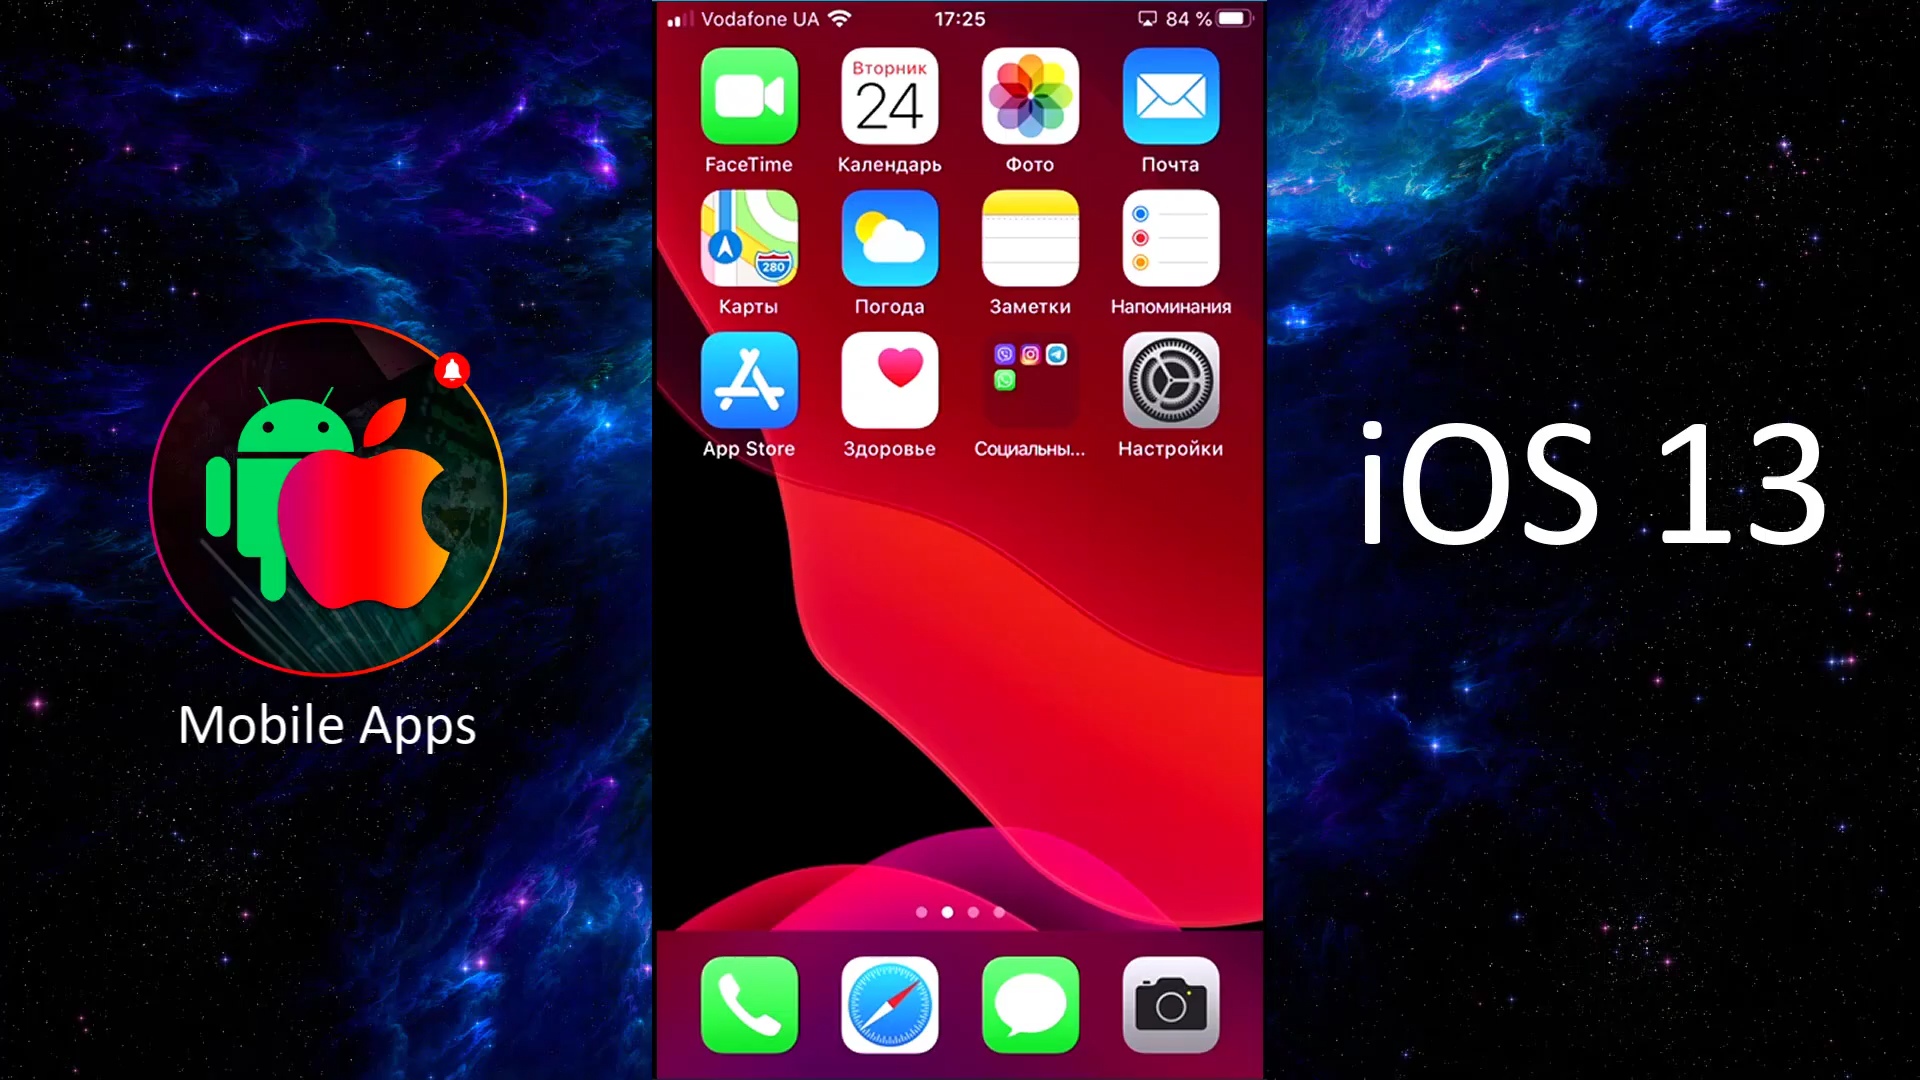 Vodafone UA 17:25 84 %
Вторник
24
FaceTime Календарь Фото Почта
280
Карты Погода Заметки Напоминания
App Store Здоровье Социальны... Настройки
iOS 13
Mobile Apps